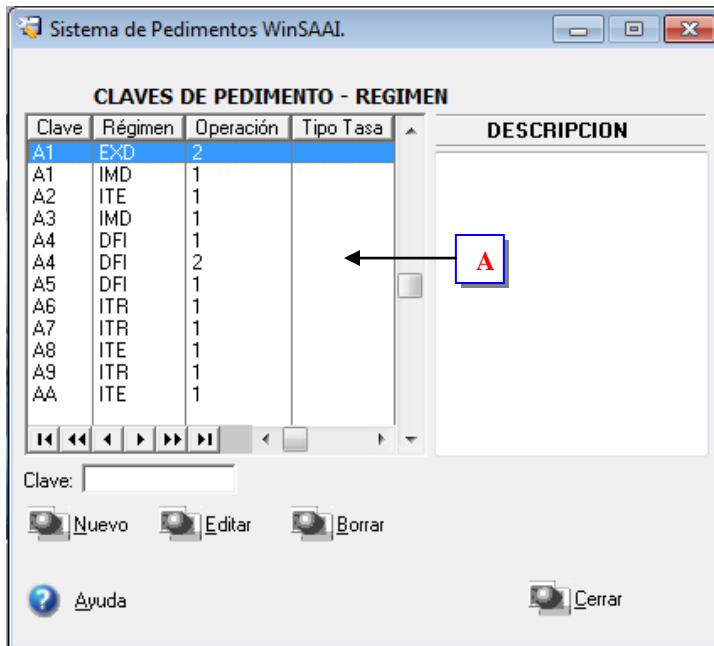 Sistema de Pedimentos WinSAAI.
CLAVES DE PEDIMENTO - REGIMEN
Clave Régimen Operación Tipo Tasa DESCRIPCION
A1 EXD 2
A1 IMD 1
A2 ITE 1
A3 IMD 1
A4 DFI 1
A4 DFI 2
A
A5 DFI 1
A6 ITR 1
A7 ITR 1
A8 ITE 1
A9 ITR 1
AA ITE 1
Clave:
Nuevo Editar Borrar
Ayuda Cerrar